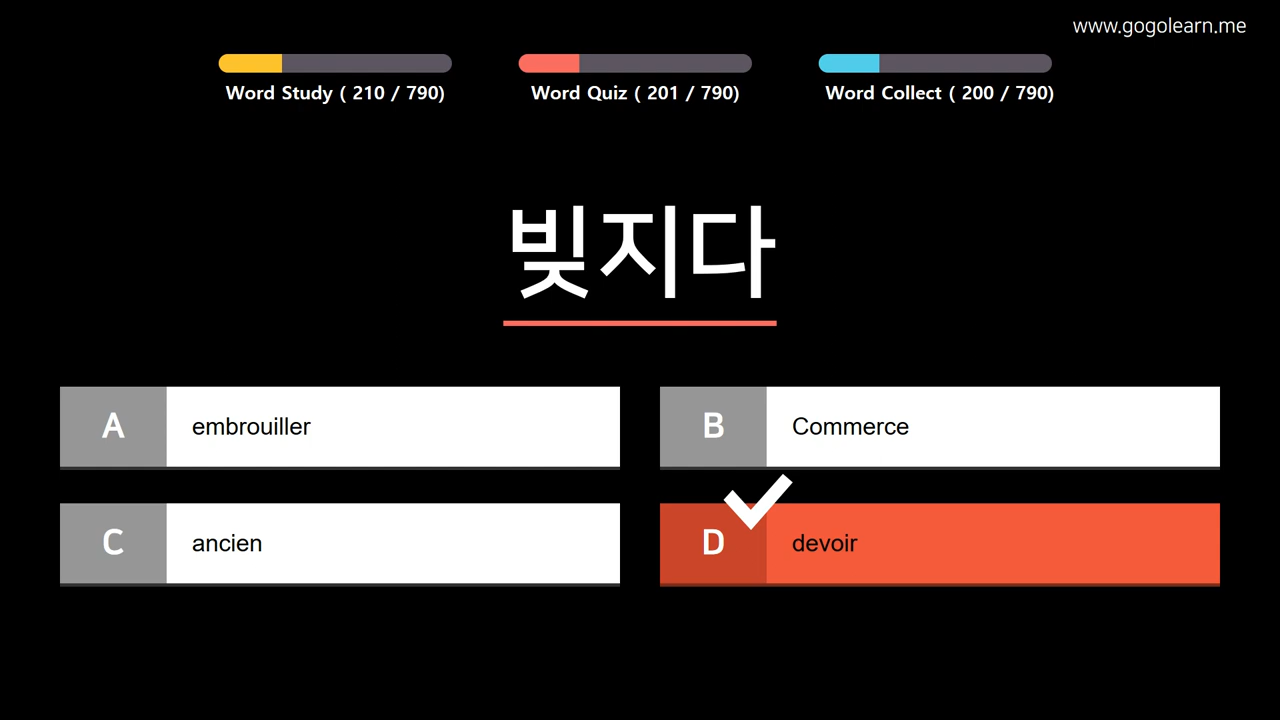 www.gogolearn.me
Word Study ( 210 / 790)
Word Quiz ( 201 / 790)
Word Collect ( 200 / 790)
빚지다
A embrouiller
B Commerce
C ancien
D devoir